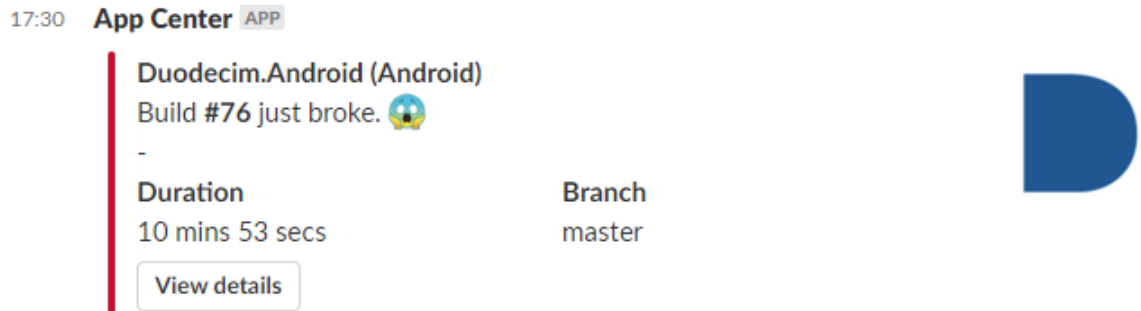 17:30 App Center APP
Duodecim.Android (Android)
Build #76 just broke. 😱
-
Duration Branch
10 mins 53 secs master
View details